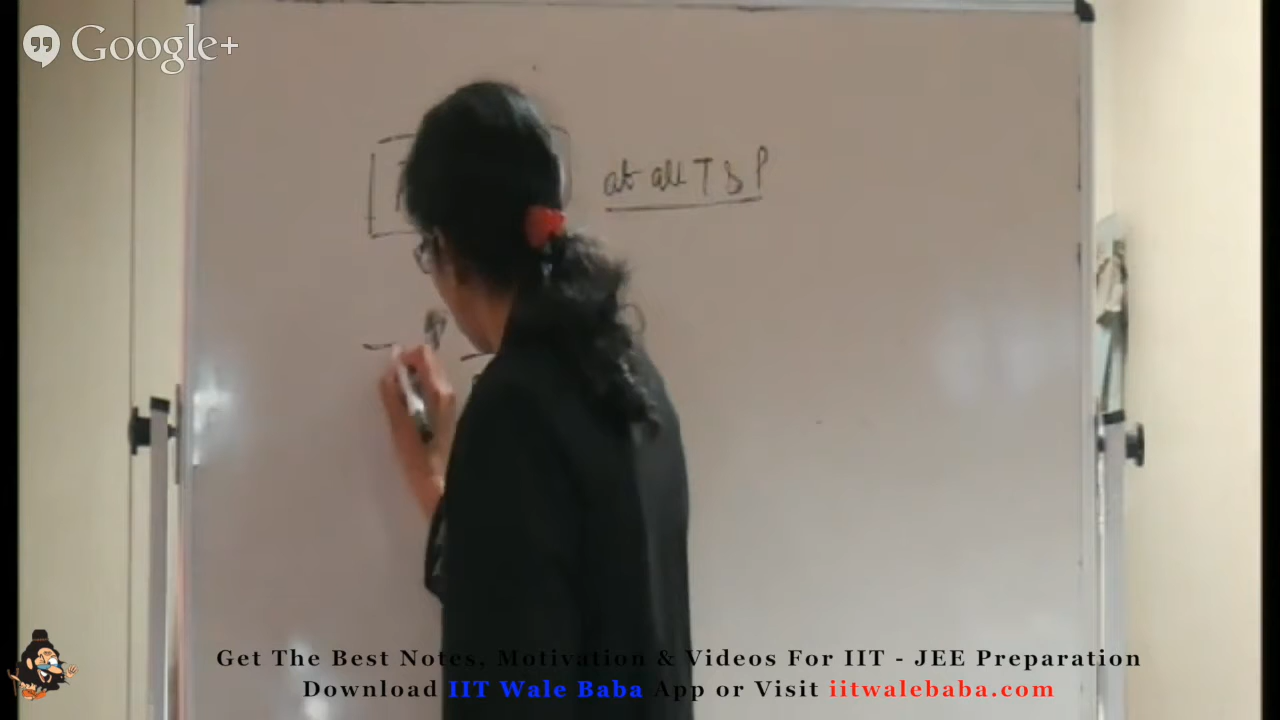 Google+
at all T & P
Get The Best Notes, Motivation & Videos For IIT - JEE Preparation
Download IIT Wale Baba App or Visit iitwalebaba.com